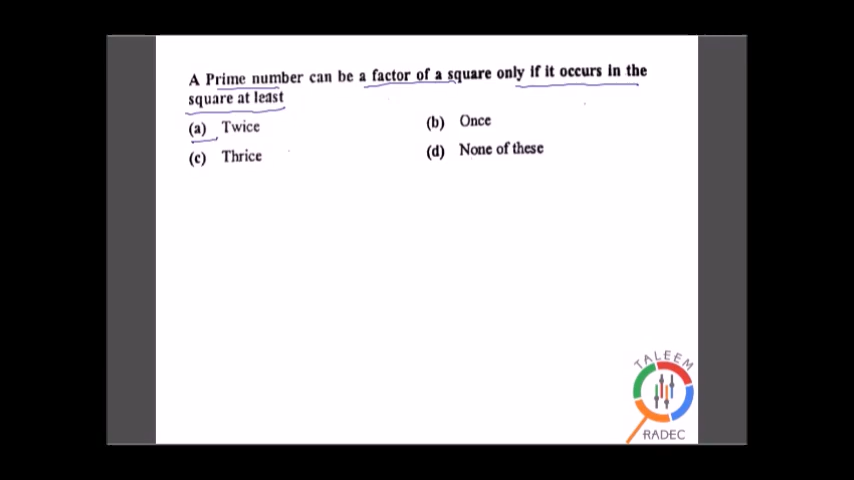 A Prime number can be a factor of a square only if it occurs in the
square at least
(a) Twice
(b) Once
(c) Thrice
(d) None of these
TALEEM
RADEC